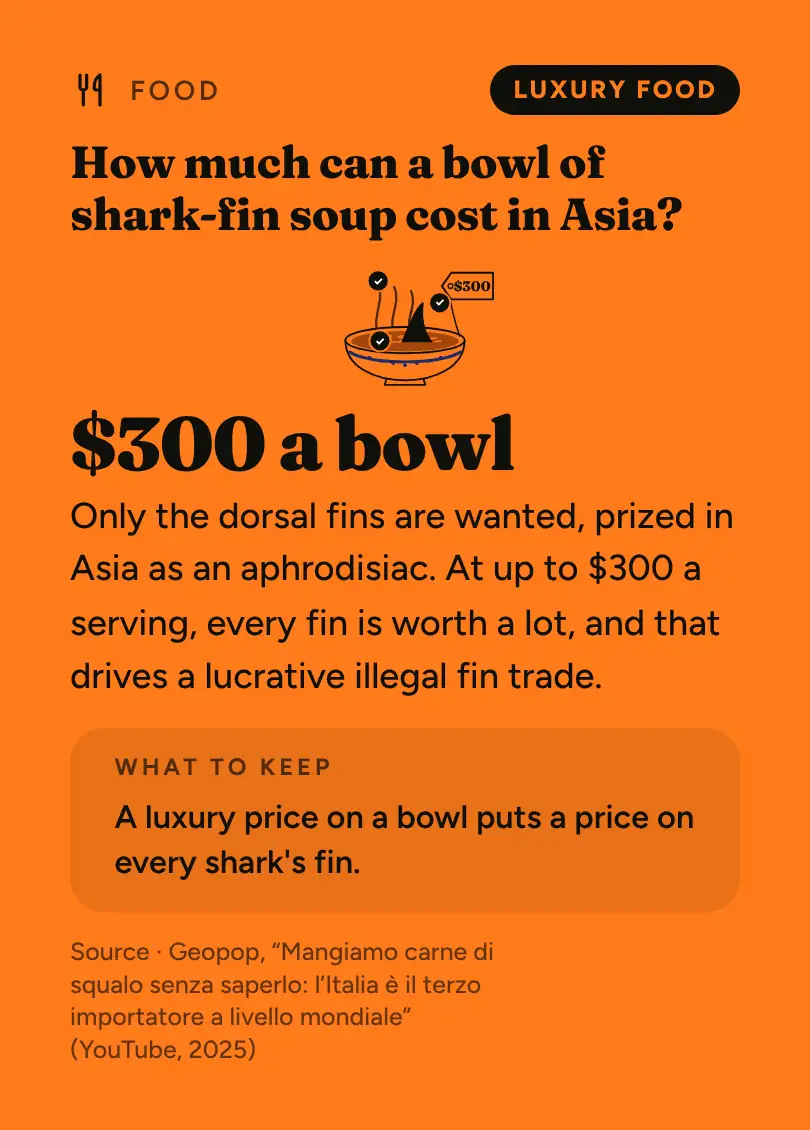 FOOD
LUXURY FOOD
How much can a bowl of
shark-fin soup cost in Asia?
$300
$300 a bowl
Only the dorsal fins are wanted, prized in
Asia as an aphrodisiac. At up to $300 a
serving, every fin is worth a lot, and that
drives a lucrative illegal fin trade.
WHAT TO KEEP
A luxury price on a bowl puts a price on
every shark's fin.
Source · Geopop, “Mangiamo carne di
squalo senza saperlo: l’Italia è il terzo
importatore a livello mondiale”
(YouTube, 2025)